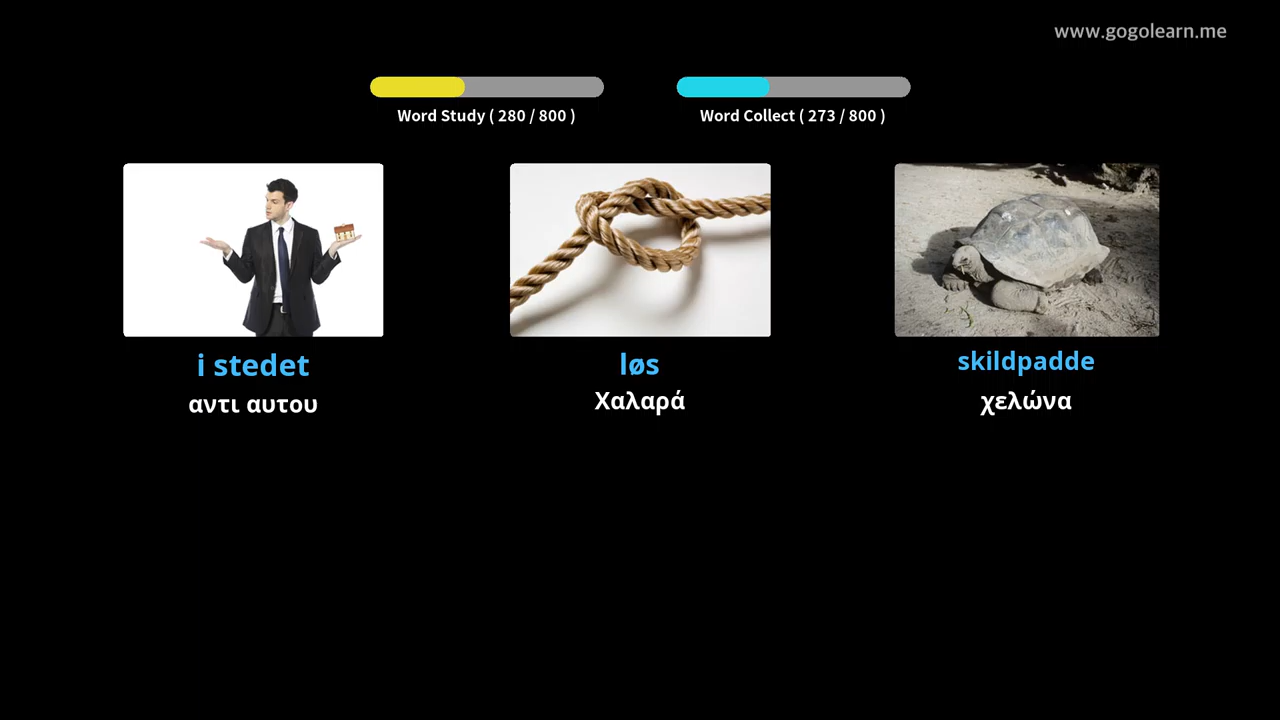 www.gogolearn.me
Word Study ( 280 / 800 )
Word Collect ( 273 / 800 )
i stedet
αντι αυτου
løs
Χαλαρά
skildpadde
χελώνα